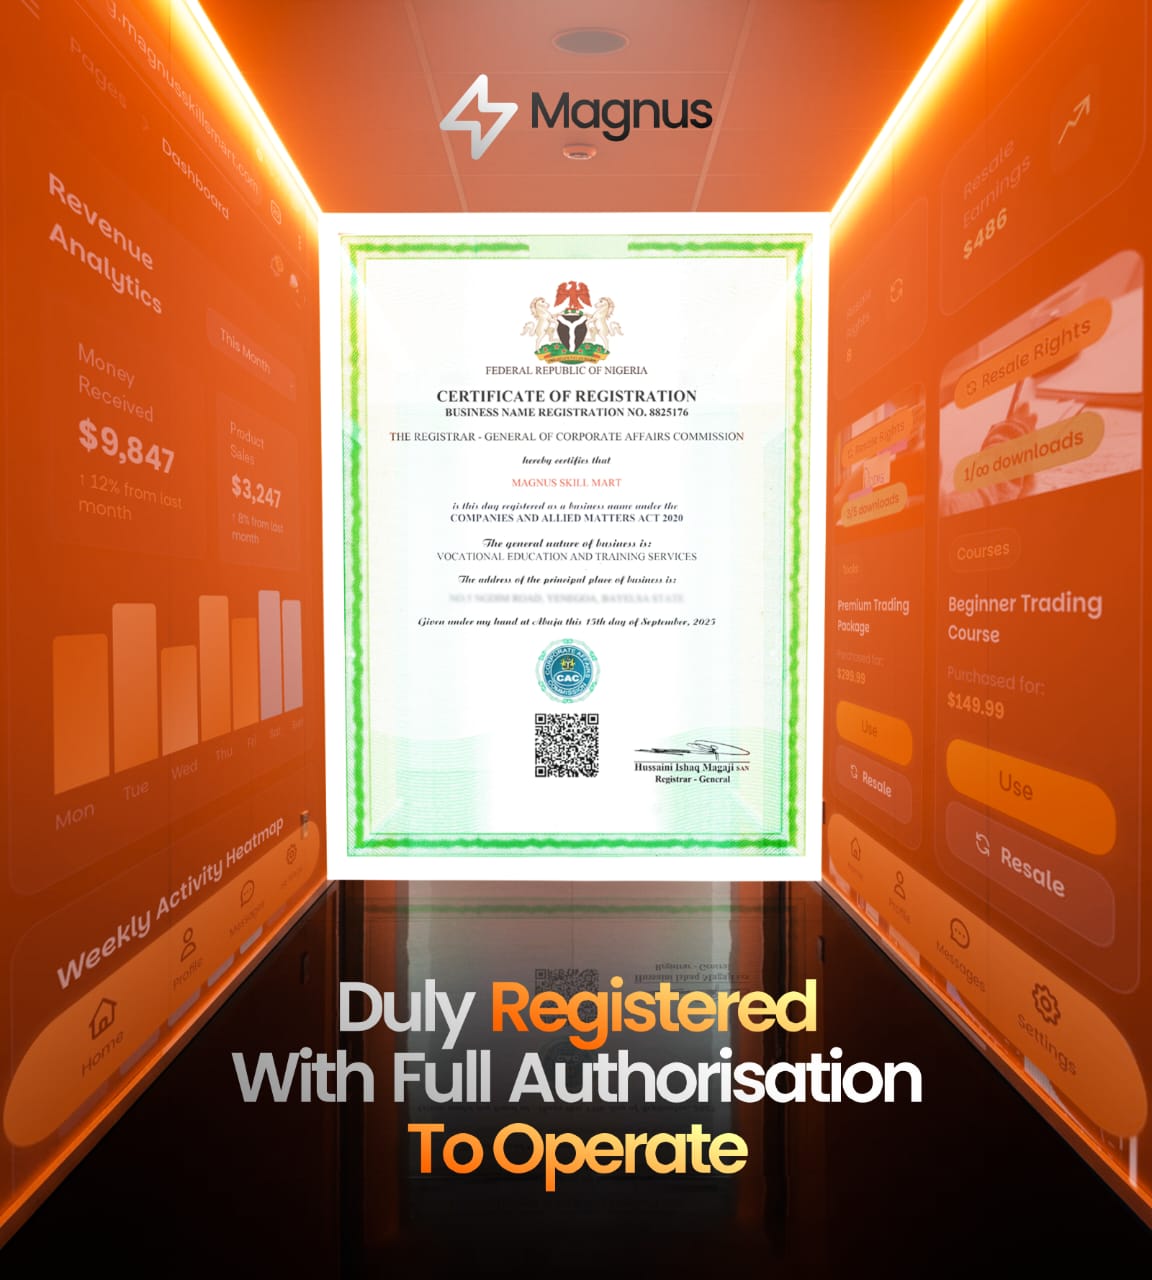 Magnus
g.magnusskillsmart.com
Pages
Dashboard
Revenue
Analytics
This Month
Money
Received
$9,847
↑ 12% from last
month
Product
Sales
$3,247
↑ 8% from last
month
Mon
Tue
Wed
Thu
Fri
Sat
Weekly Activity Heatmap
Home
Profile
Messages
FEDERAL REPUBLIC OF NIGERIA
CERTIFICATE OF REGISTRATION
BUSINESS NAME REGISTRATION NO. 8825176
THE REGISTRAR - GENERAL OF CORPORATE AFFAIRS COMMISSION
hereby certifies that
MAGNUS SKILL MART
is this day registered as a business name under the
COMPANIES AND ALLIED MATTERS ACT 2020
The general nature of business is:
VOCATIONAL EDUCATION AND TRAINING SERVICES
The address of the principal place of business is:
Given under my hand at Abuja this 15th day of September, 2025
CORPORATE AFFAIRS
CAC
COMMISSION
Hussaini Ishaq Magaji SAN
Registrar - General
Resale
Earnings
$486
Resale
Rights
8
Resale Rights
3/5 downloads
Tools
Premium Trading
Package
Purchased for:
$299.99
Use
Resale
Home
Profile
Resale Rights
1/∞ downloads
Courses
Beginner Trading
Course
Purchased for:
$149.99
Use
Resale
Messages
Settings
Duly Registered
With Full Authorisation
To Operate